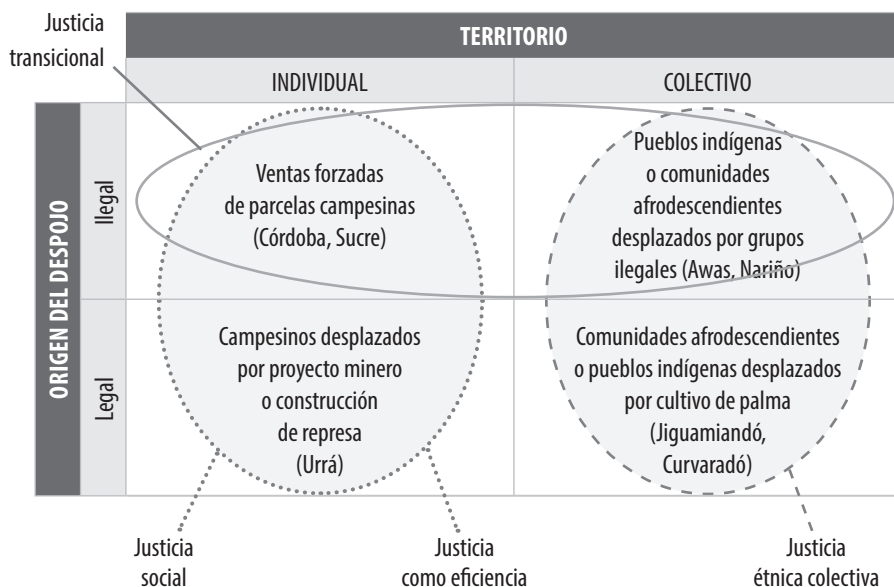 Justicia
transicional
TERRITORIO
INDIVIDUAL
COLECTIVO
ORIGEN DEL DESPOJO
Ilegal
Ventas forzadas
de parcelas campesinas
(Córdoba, Sucre)
Pueblos indígenas
o comunidades
afrodescendientes
desplazados por grupos
ilegales (Awas, Nariño)
Legal
Campesinos desplazados
por proyecto minero
o construcción
de represa
(Urrá)
Comunidades afrodescendientes
o pueblos indígenas desplazados
por cultivo de palma
(Jiguamiandó,
Curvaradó)
Justicia
social
Justicia
como eficiencia
Justicia
étnica colectiva